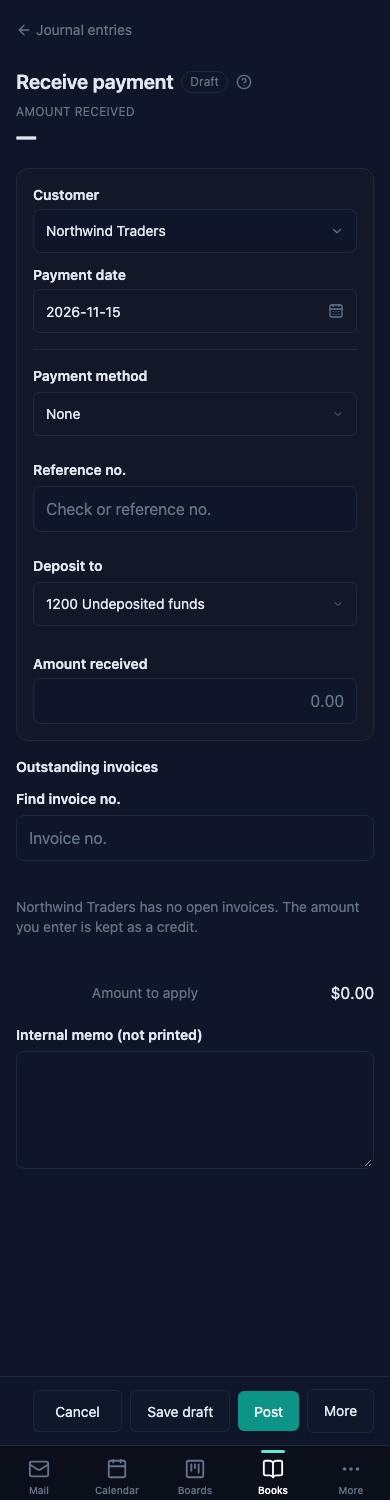 Journal entries
Receive payment Draft
AMOUNT RECEIVED
—
Customer
Northwind Traders
Payment date
2026-11-15
Payment method
None
Reference no.
Check or reference no.
Deposit to
1200 Undeposited funds
Amount received
0.00
Outstanding invoices
Find invoice no.
Invoice no.
Northwind Traders has no open invoices. The amount
you enter is kept as a credit.
Amount to apply $0.00
Internal memo (not printed)
Cancel Save draft Post More
Mail Calendar Boards Books More